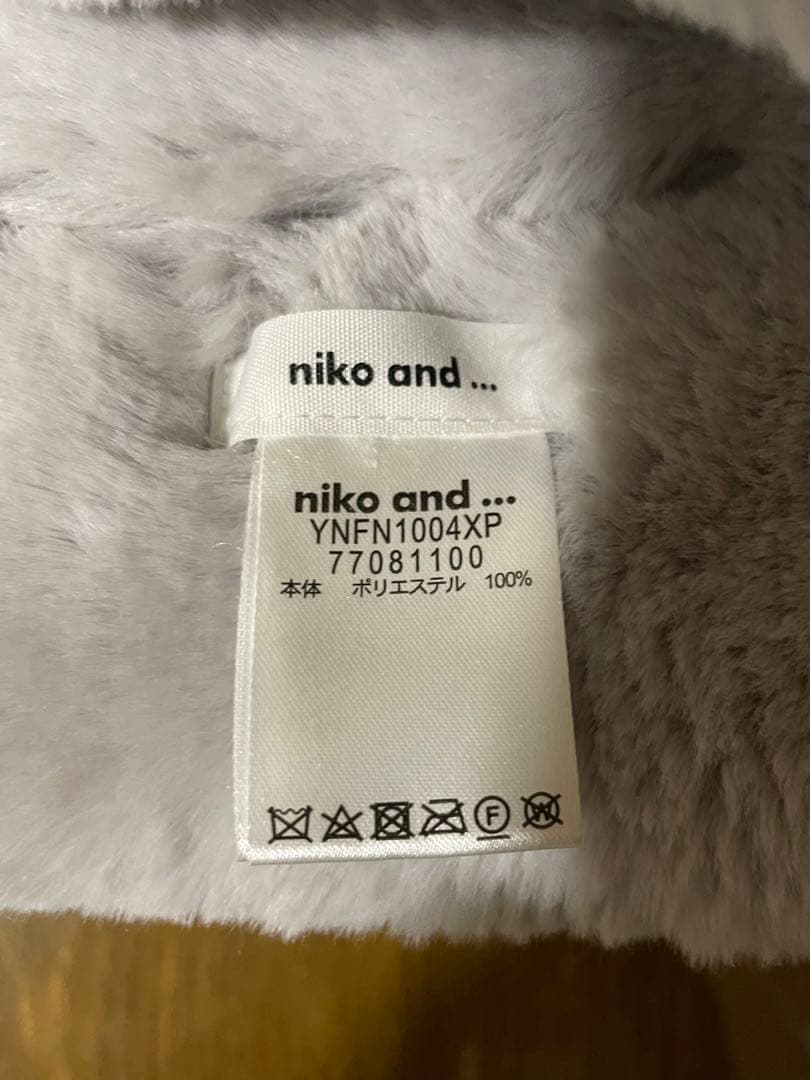 niko and ...
niko and ...
YNFN1004XP
77081100
本体 ポリエステル 100%
F W